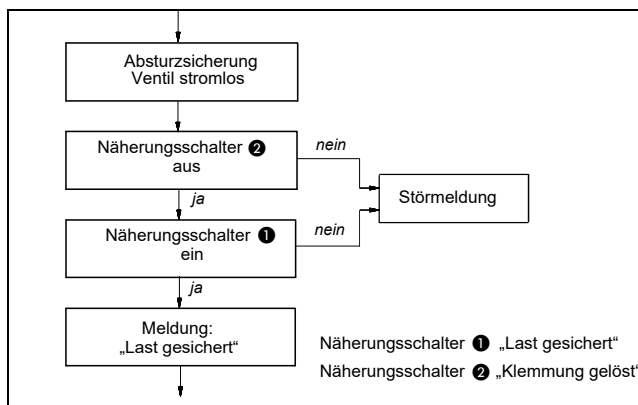 Absturzsicherung
Ventil stromlos
Näherungsschalter ❷
aus
nein
ja
Störmeldung
Näherungsschalter ❶
ein
nein
ja
Meldung:
„Last gesichert“
Näherungsschalter ❶ „Last gesichert“
Näherungsschalter ❷ „Klemmung gelöst“